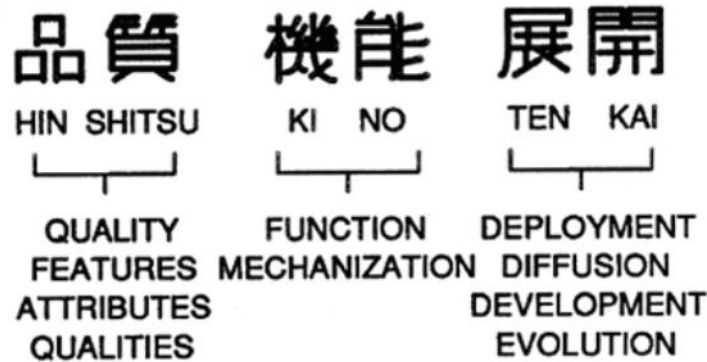 品質 機能 展開
HIN SHITSU KI NO TEN KAI
QUALITY FUNCTION DEPLOYMENT
FEATURES MECHANIZATION DIFFUSION
ATTRIBUTES DEVELOPMENT
QUALITIES EVOLUTION